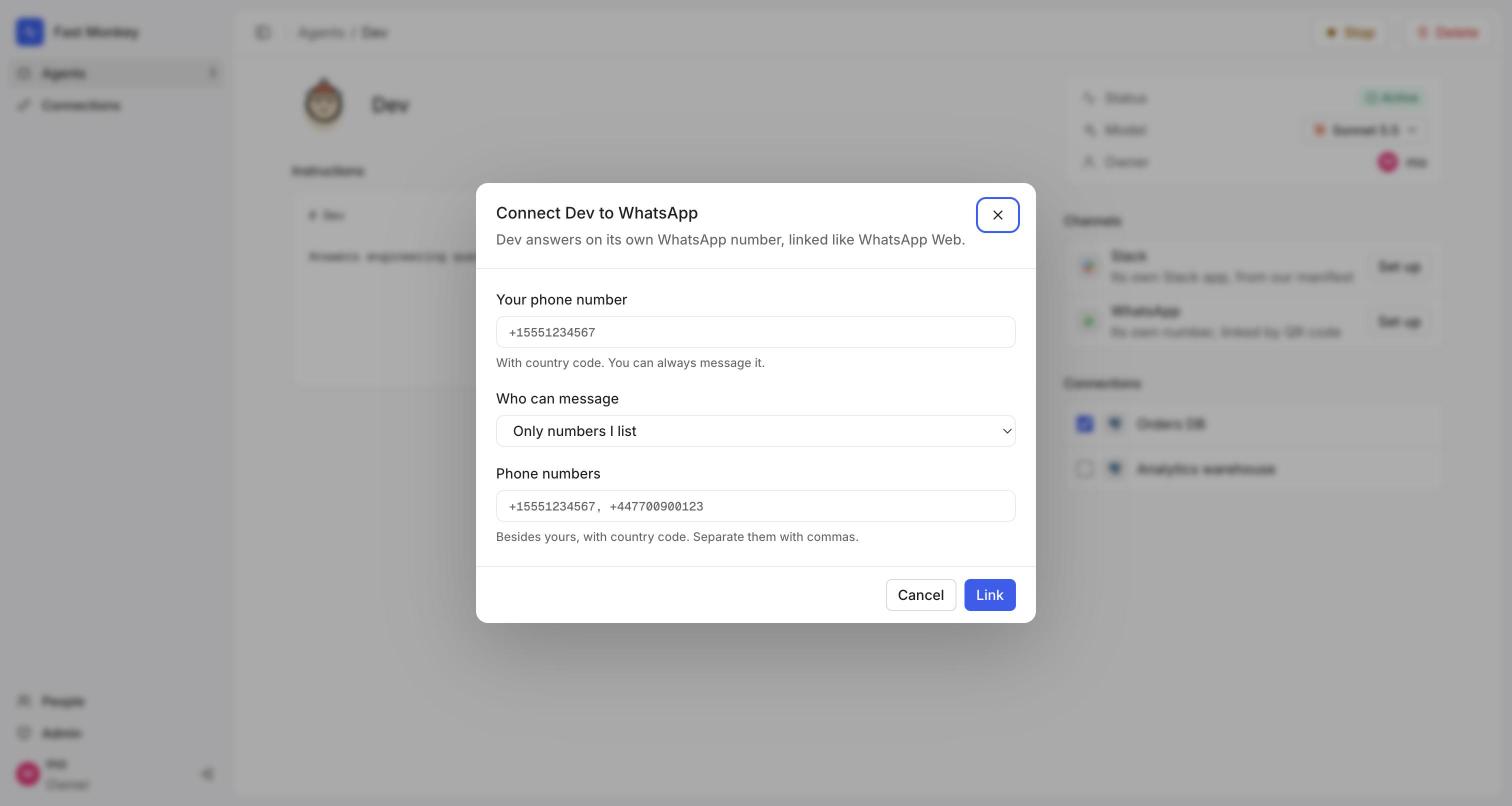 Fast Monkey
Agents / Dev
Stop
Delete
Agents
Connections
Dev
Status
Active
Model
Sonnet 5.5
Owner
mo
Instructions
# Dev
Answers engineering
Channels
Slack
Its own Slack app, from our manifest
Set up
WhatsApp
Its own number, linked by QR code
Set up
Connections
Orders DB
Analytics warehouse
Connect Dev to WhatsApp
Dev answers on its own WhatsApp number, linked like WhatsApp Web.
Your phone number
+15551234567
With country code. You can always message it.
Who can message
Only numbers I list
Phone numbers
+15551234567, +447700900123
Besides yours, with country code. Separate them with commas.
Cancel
Link
People
Admin
mo
Owner